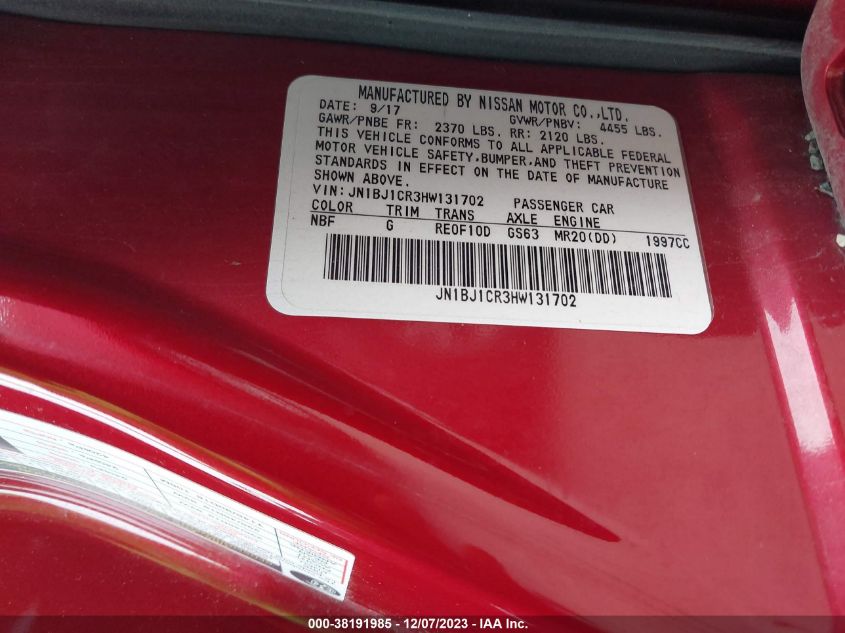 MANUFACTURED BY NISSAN MOTOR CO.,LTD.
DATE: 9/17 GVWR/PNBV: 4455 LBS.
GAWR/PNBE FR: 2370 LBS. RR: 2120 LBS.
THIS VEHICLE CONFORMS TO ALL APPLICABLE FEDERAL
MOTOR VEHICLE SAFETY,BUMPER,AND THEFT PREVENTION
STANDARDS IN EFFECT ON THE DATE OF MANUFACTURE
SHOWN ABOVE.
VIN: JN1BJ1CR3HW131702 PASSENGER CAR
COLOR TRIM TRANS AXLE ENGINE
NBF G RE0F10D GS63 MR20(DD) 1997CC
JN1BJ1CR3HW131702
000-38191985 - 12/07/2023 - IAA Inc.